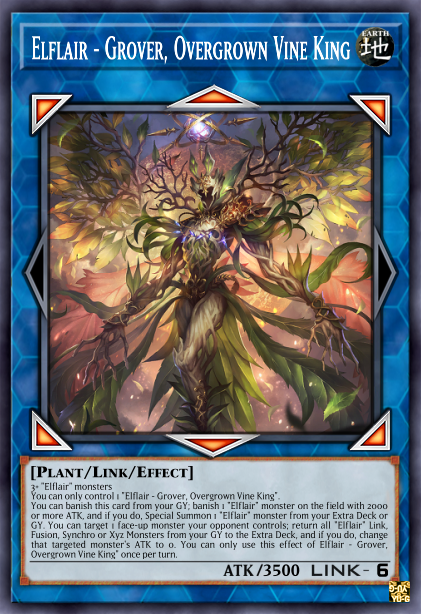 Elflair - Grover, Overgrown Vine King
EARTH
地
[Plant/Link/Effect]
3+ "Elflair" monsters
You can only control 1 "Elflair - Grover, Overgrown Vine King".
You can banish this card from your GY; banish 1 "Elflair" monster on the field with 2000
or more ATK, and if you do, Special Summon 1 "Elflair" monster from your Extra Deck or
GY. You can target 1 face-up monster your opponent controls; return all "Elflair" Link,
Fusion, Synchro or Xyz Monsters from your GY to the Extra Deck, and if you do, change
that targeted monster's ATK to 0. You can only use this effect of Elflair - Grover,
Overgrown Vine King" once per turn.
ATK/3500 LINK-6